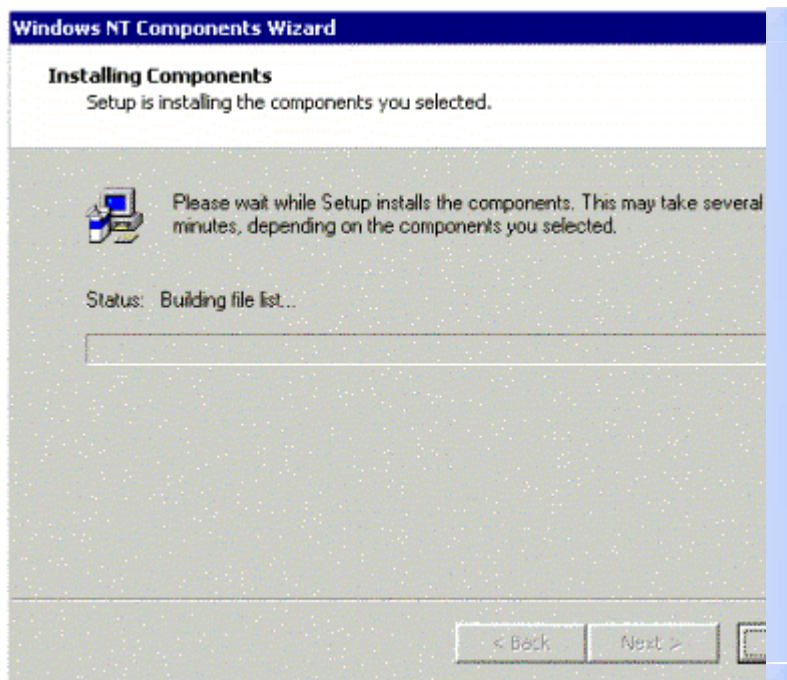 Windows NT Components Wizard
Installing Components
Setup is installing the components you selected.
Please wait while Setup installs the components. This may take several
minutes, depending on the components you selected.
Status: Building file list...
< Back Next >